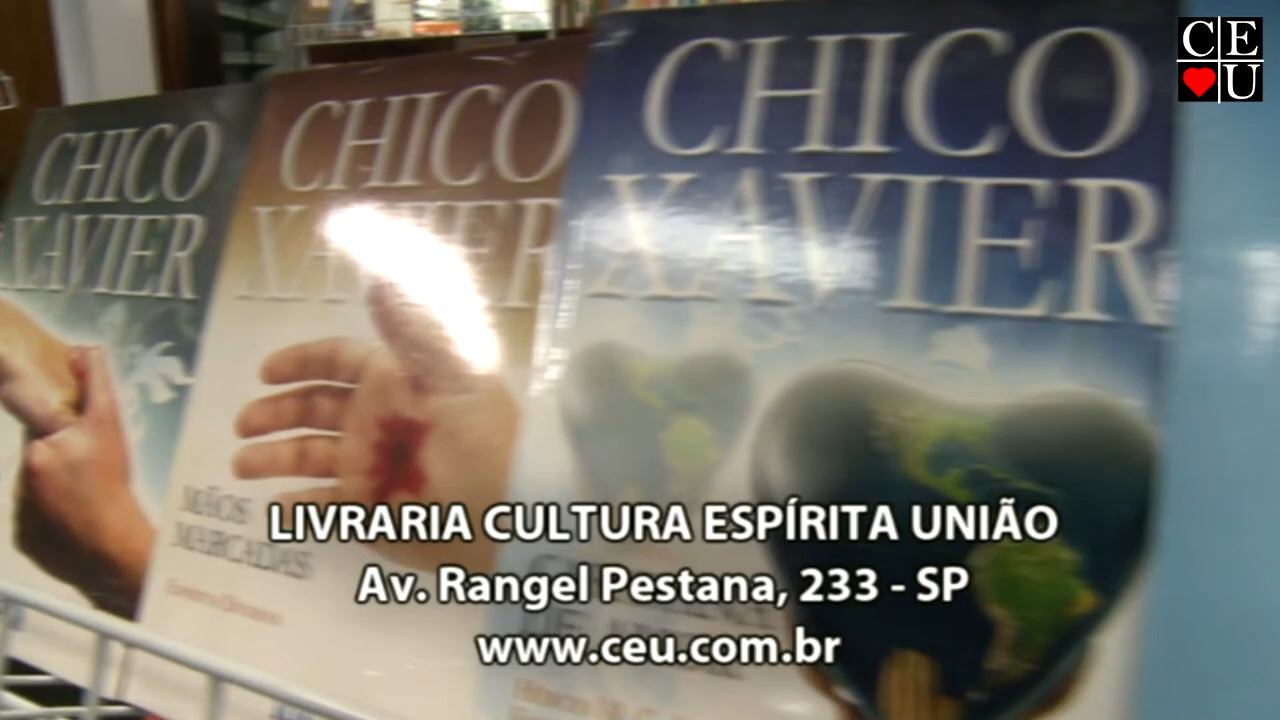 CE
U
CHICO
XAVIER
CHICO
XAVIER
MÃOS
MARCADAS
CHICO
XAVIER
LIVRARIA CULTURA ESPÍRITA UNIÃO
Av. Rangel Pestana, 233 - SP
www.ceu.com.br